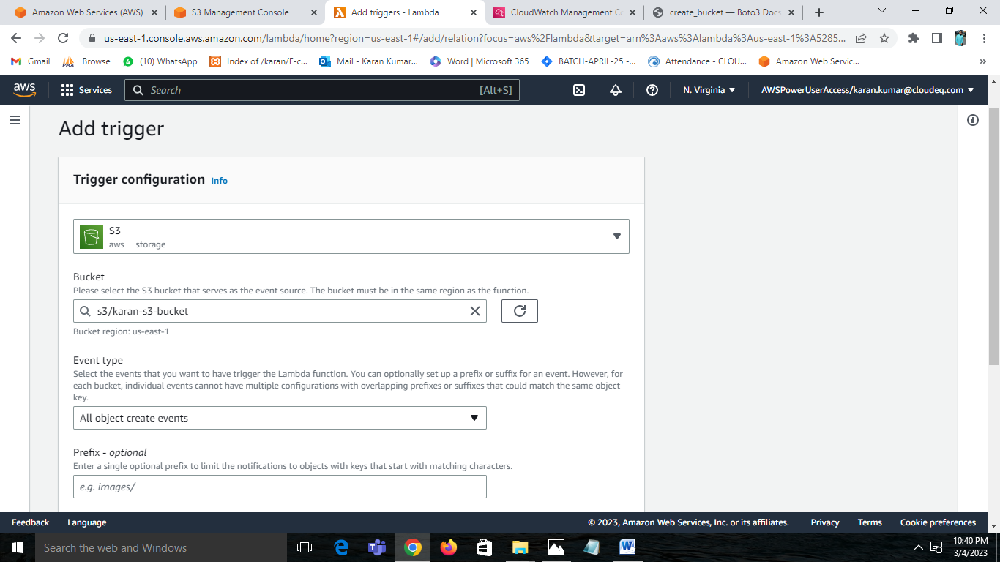 Amazon Web Services (AWS)
S3 Management Console
Add triggers - Lambda
CloudWatch Management Co
create_bucket — Boto3 Docs
us-east-1.console.aws.amazon.com/lambda/home?region=us-east-1#/add/relation?focus=aws%2Flambda&target=arn%3Aaws%3Alambda%3Aus-east-1%3A5285...
Gmail
Browse
(10) WhatsApp
Index of /karan/E-c...
Mail - Karan Kumar...
Word | Microsoft 365
BATCH-APRIL-25 -...
Attendance - CLOU...
Amazon Web Servic...
»
aws
Services
Search
[Alt+S]
N. Virginia
AWSPowerUserAccess/karan.kumar@cloudeq.com
Add trigger
Trigger configuration Info
S3
aws storage
Bucket
Please select the S3 bucket that serves as the event source. The bucket must be in the same region as the function.
s3/karan-s3-bucket
Bucket region: us-east-1
Event type
Select the events that you want to have trigger the Lambda function. You can optionally set up a prefix or suffix for an event. However, for
each bucket, individual events cannot have multiple configurations with overlapping prefixes or suffixes that could match the same object
key.
All object create events
Prefix - optional
Enter a single optional prefix to limit the notifications to objects with keys that start with matching characters.
e.g. images/
Feedback
Language
© 2023, Amazon Web Services, Inc. or its affiliates.
Privacy
Terms
Cookie preferences
Search the web and Windows
10:40 PM
3/4/2023